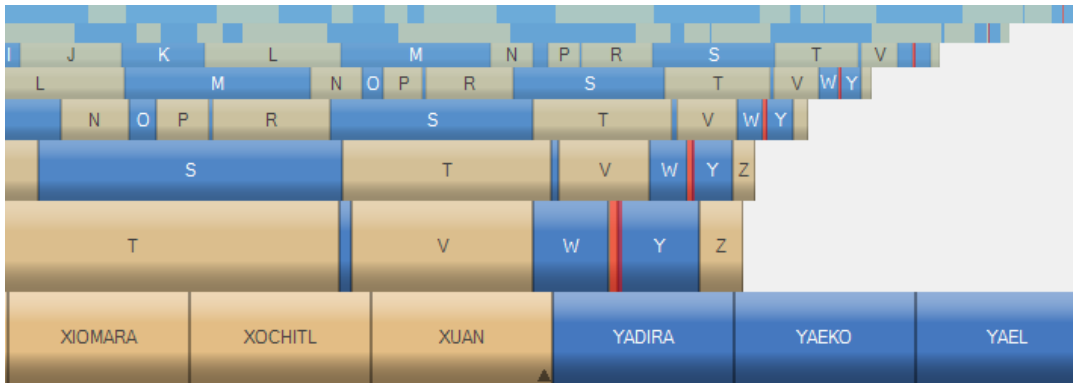 I J K L M N P R S T V
L M N O P R S T V W Y
N O P R S T V W Y
S T V W Y Z
T V W Y Z
XIOMARA XOCHITL XUAN YADIRA YAEKO YAEL